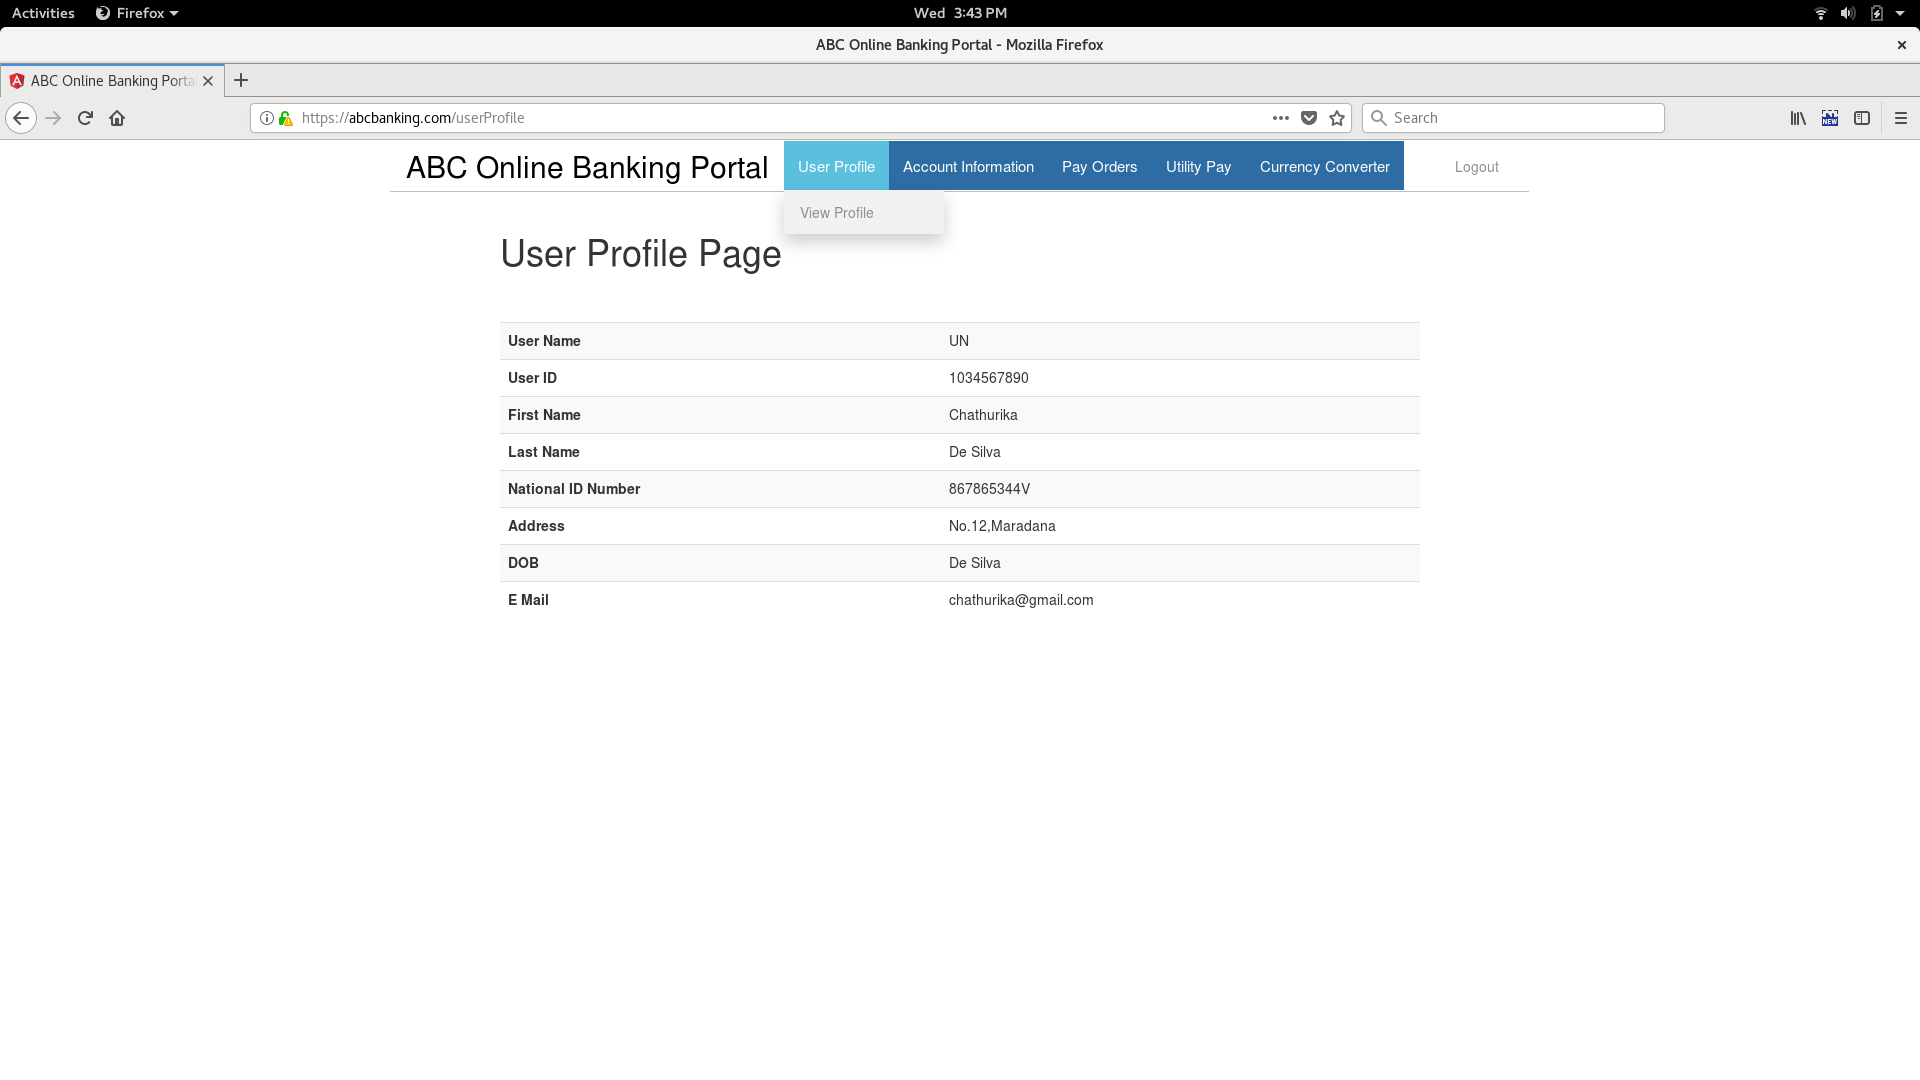 Activities Firefox Wed 3:43 PM
ABC Online Banking Portal - Mozilla Firefox
ABC Online Banking Porta
https://abcbanking.com/userProfile Search NEW
ABC Online Banking Portal User Profile Account Information Pay Orders Utility Pay Currency Converter Logout
View Profile
User Profile Page
User Name UN
User ID 1034567890
First Name Chathurika
Last Name De Silva
National ID Number 867865344V
Address No.12,Maradana
DOB De Silva
E Mail chathurika@gmail.com